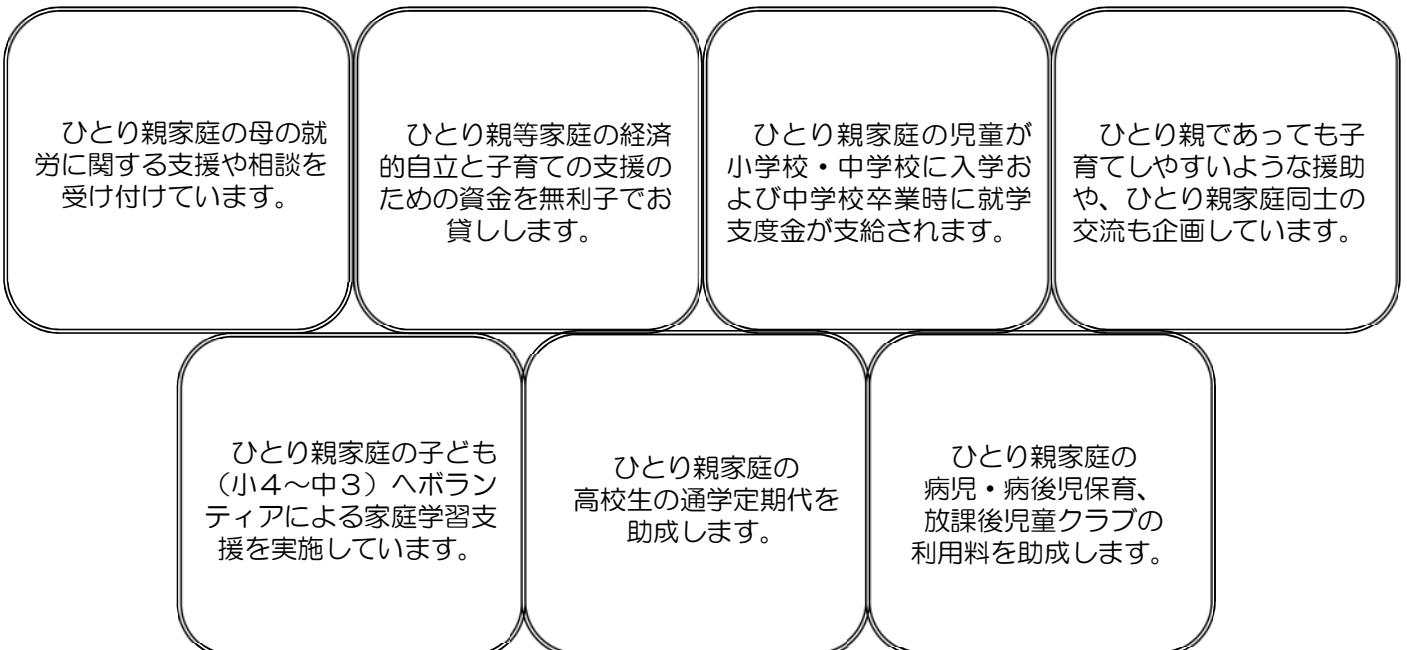 ひとり親家庭の母の就
労に関する支援や相談を
受け付けています。
ひとり親等家庭の経済
的自立と子育ての支援の
ための資金を無利子でお
貸しします。
ひとり親家庭の児童が
小学校・中学校に入学お
よび中学校卒業時に就学
支度金が支給されます。
ひとり親であっても子
育てしやすいような援助
や、ひとり親家庭同士の
交流も企画しています。
ひとり親家庭の子ども
（小４～中３）へボラン
ティアによる家庭学習支
援を実施しています。
ひとり親家庭の
高校生の通学定期代を
助成します。
ひとり親家庭の
病児・病後児保育、
放課後児童クラブの
利用料を助成します。